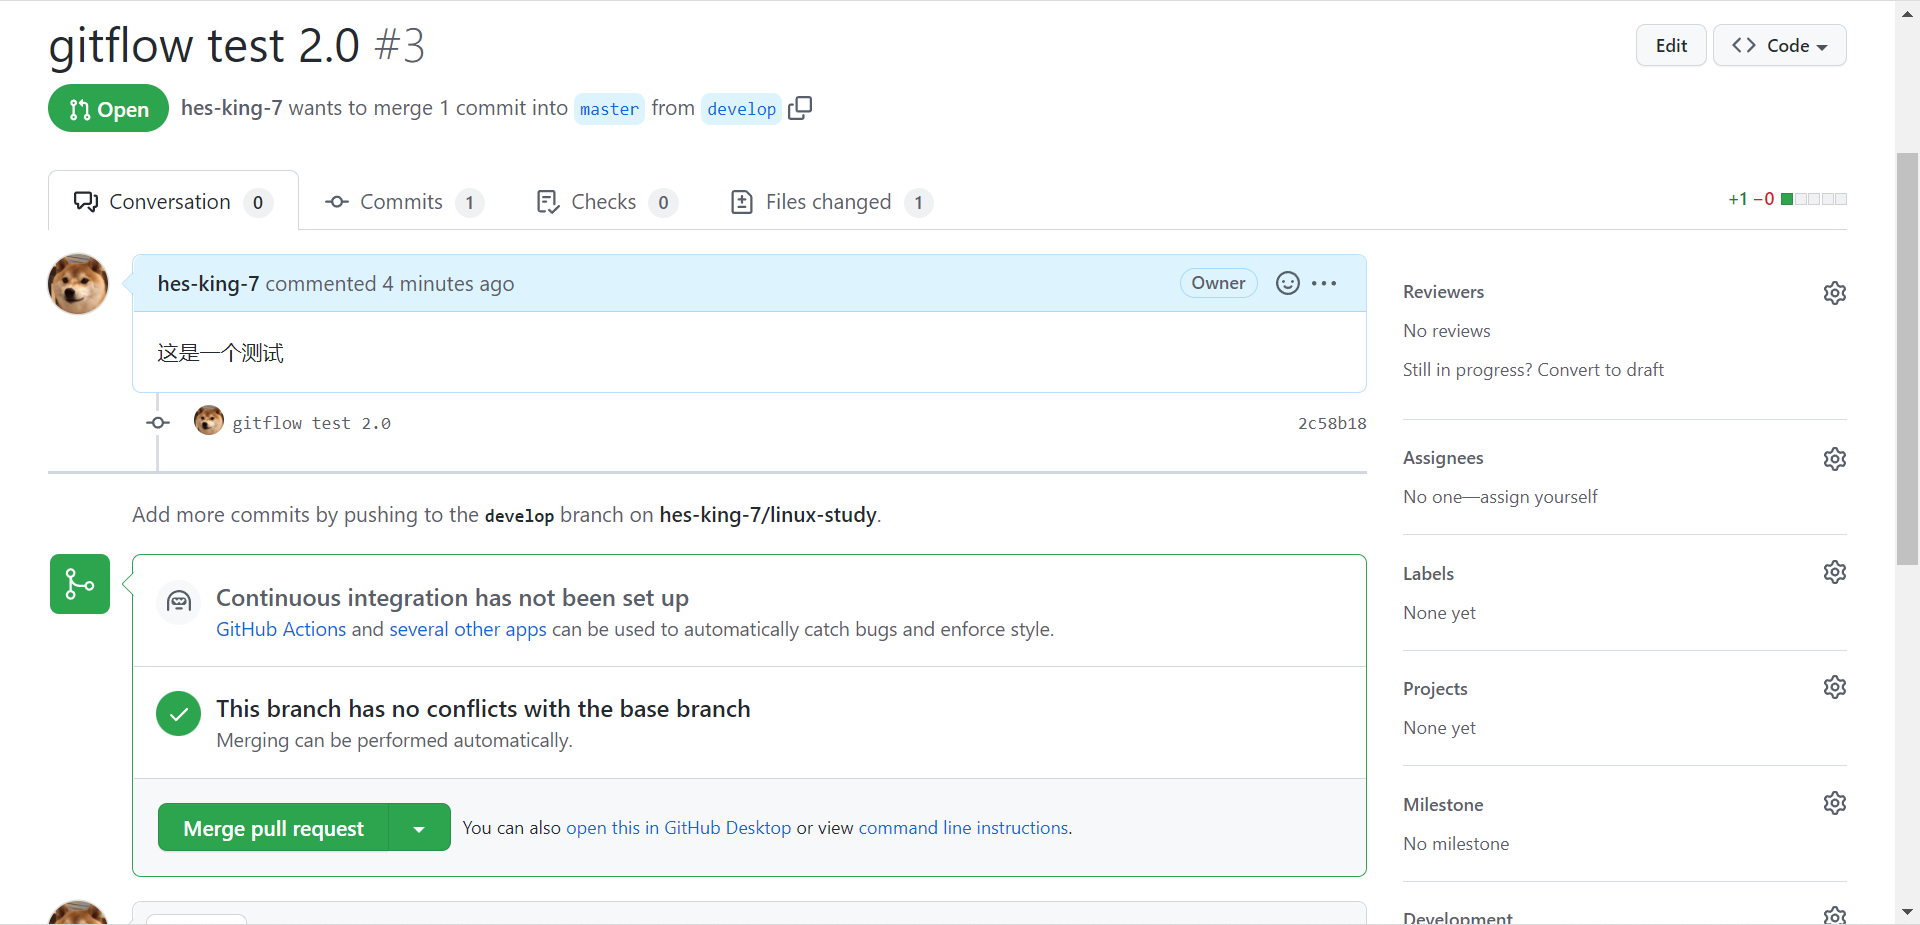 gitflow test 2.0 #3
Edit
Code
Open
hes-king-7 wants to merge 1 commit into master from develop
Conversation 0
Commits 1
Checks 0
Files changed 1
+1 −0
hes-king-7 commented 4 minutes ago
Owner
这是一个测试
gitflow test 2.0
2c58b18
Add more commits by pushing to the develop branch on hes-king-7/linux-study.
Continuous integration has not been set up
GitHub Actions and several other apps can be used to automatically catch bugs and enforce style.
This branch has no conflicts with the base branch
Merging can be performed automatically.
Merge pull request
You can also open this in GitHub Desktop or view command line instructions.
Reviewers
No reviews
Still in progress? Convert to draft
Assignees
No one—assign yourself
Labels
None yet
Projects
None yet
Milestone
No milestone
Development